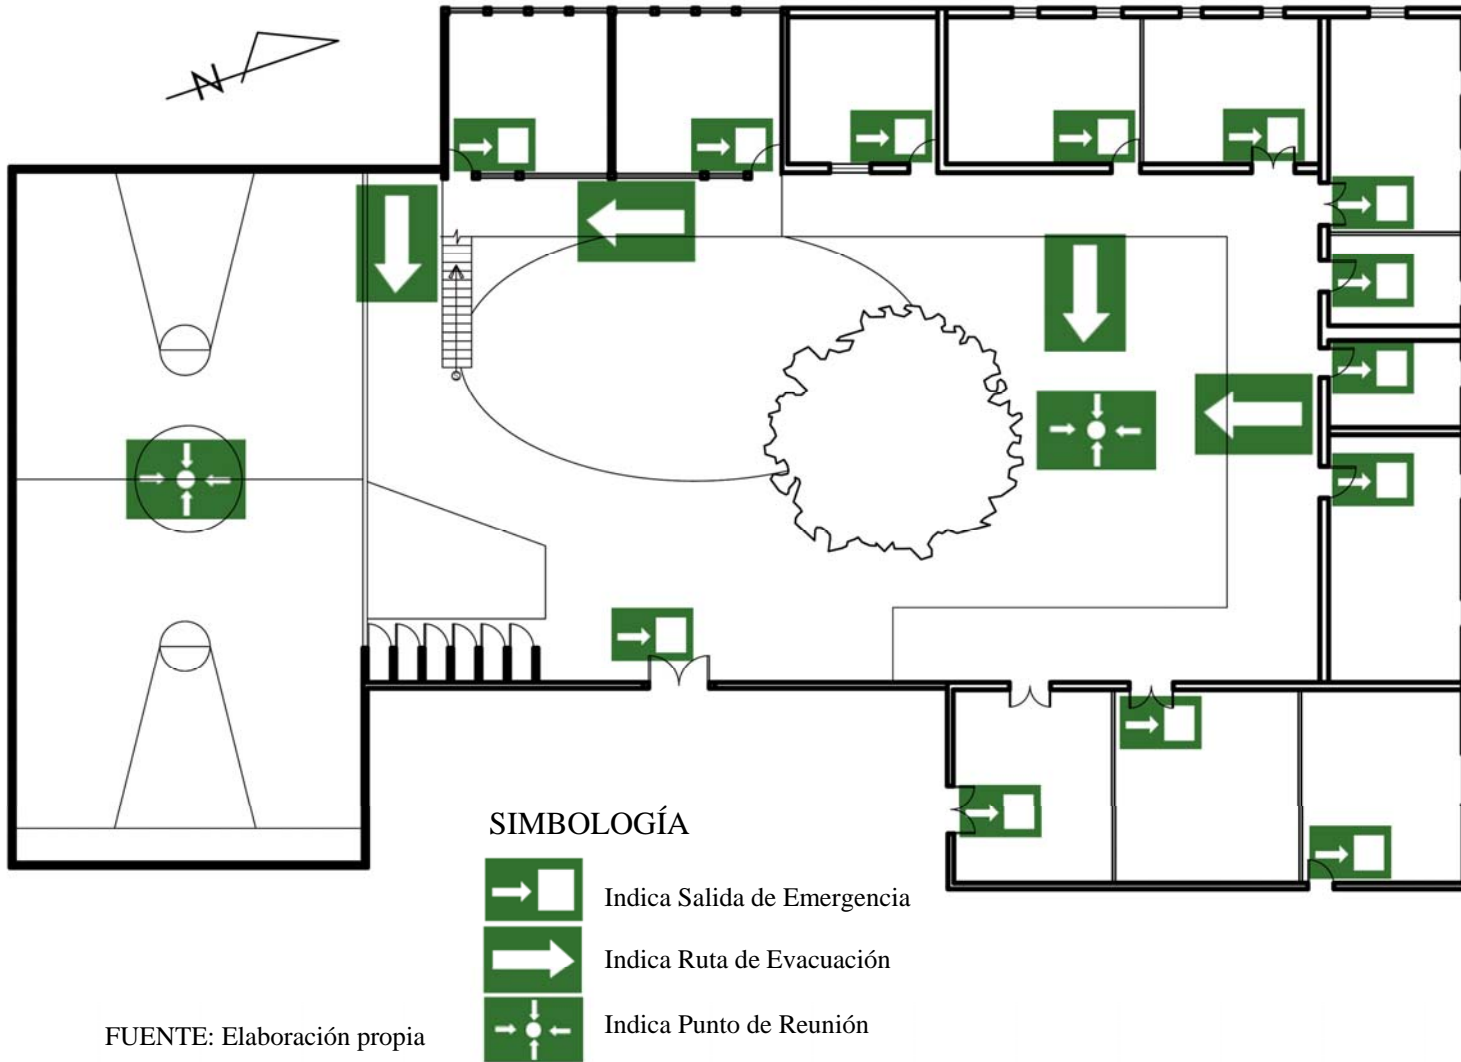 N
SIMBOLOGÍA
Indica Salida de Emergencia
Indica Ruta de Evacuación
Indica Punto de Reunión
FUENTE: Elaboración propia